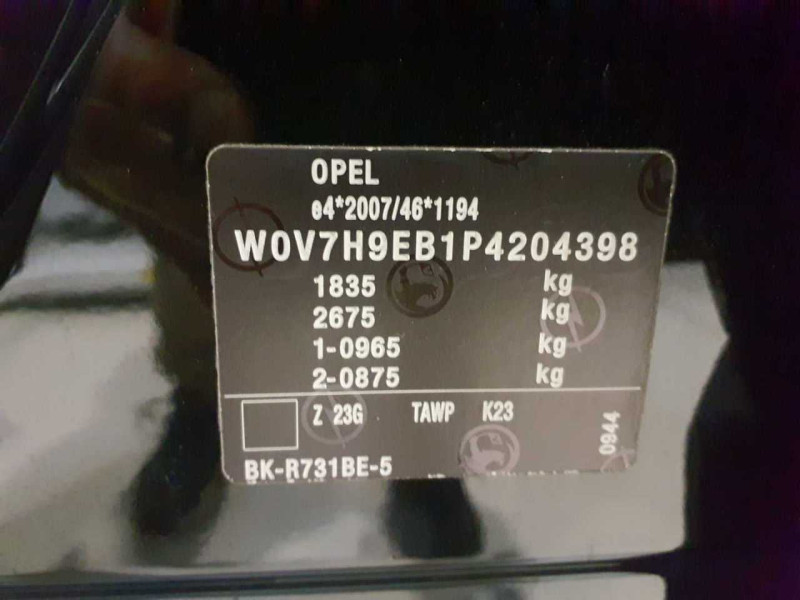 OPEL
e4*2007/46*1194
W0V7H9EB1P4204398
1835 kg
2675 kg
1-0965 kg
2-0875 kg
Z 23G TAWP K23
0944
BK-R731BE-5